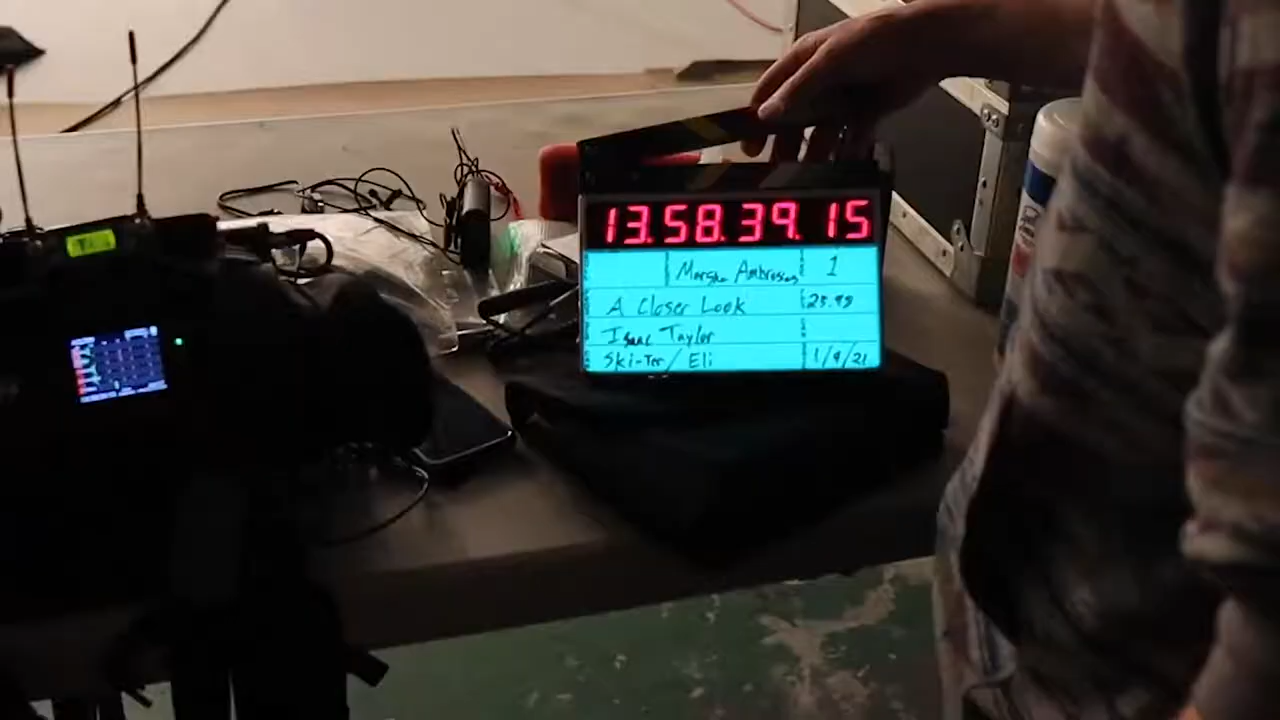 13.58.39.15
Marsha Ambrosius 1
A Closer Look 23.98
Isaac Taylor
Ski-Ter/ Eli 1/9/21